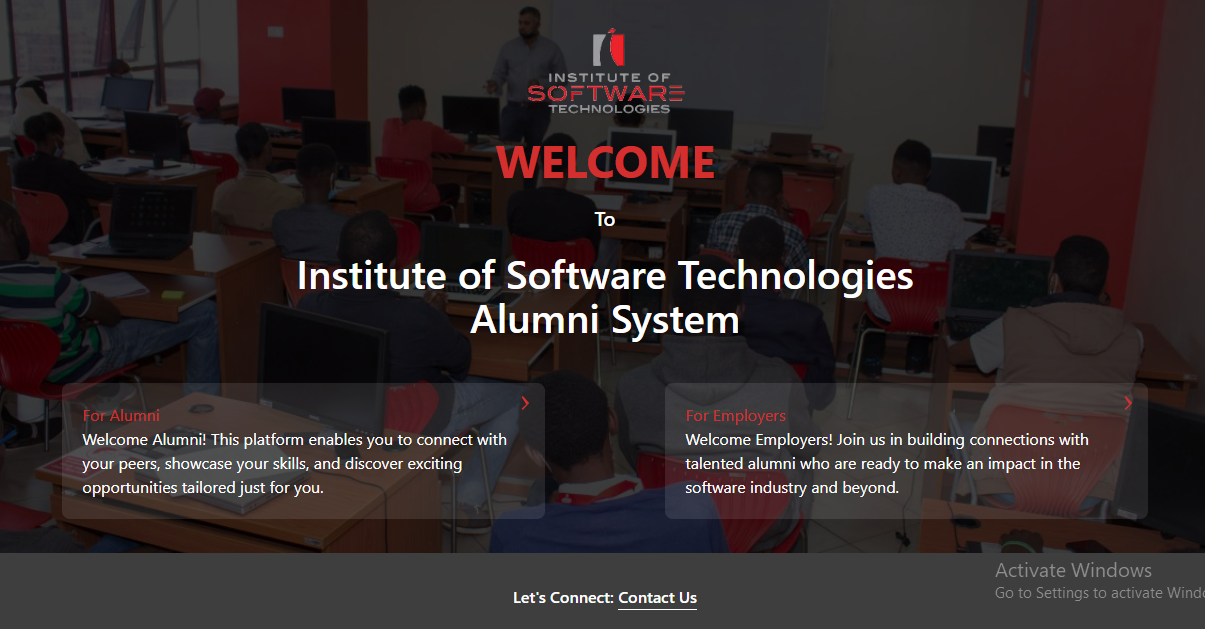 INSTITUTE OF
SOFTWARE
TECHNOLOGIES
WELCOME
To
Institute of Software Technologies
Alumni System
For Alumni
Welcome Alumni! This platform enables you to connect with
your peers, showcase your skills, and discover exciting
opportunities tailored just for you.
For Employers
Welcome Employers! Join us in building connections with
talented alumni who are ready to make an impact in the
software industry and beyond.
Let's Connect: Contact Us
Activate Windows
Go to Settings to activate Windo